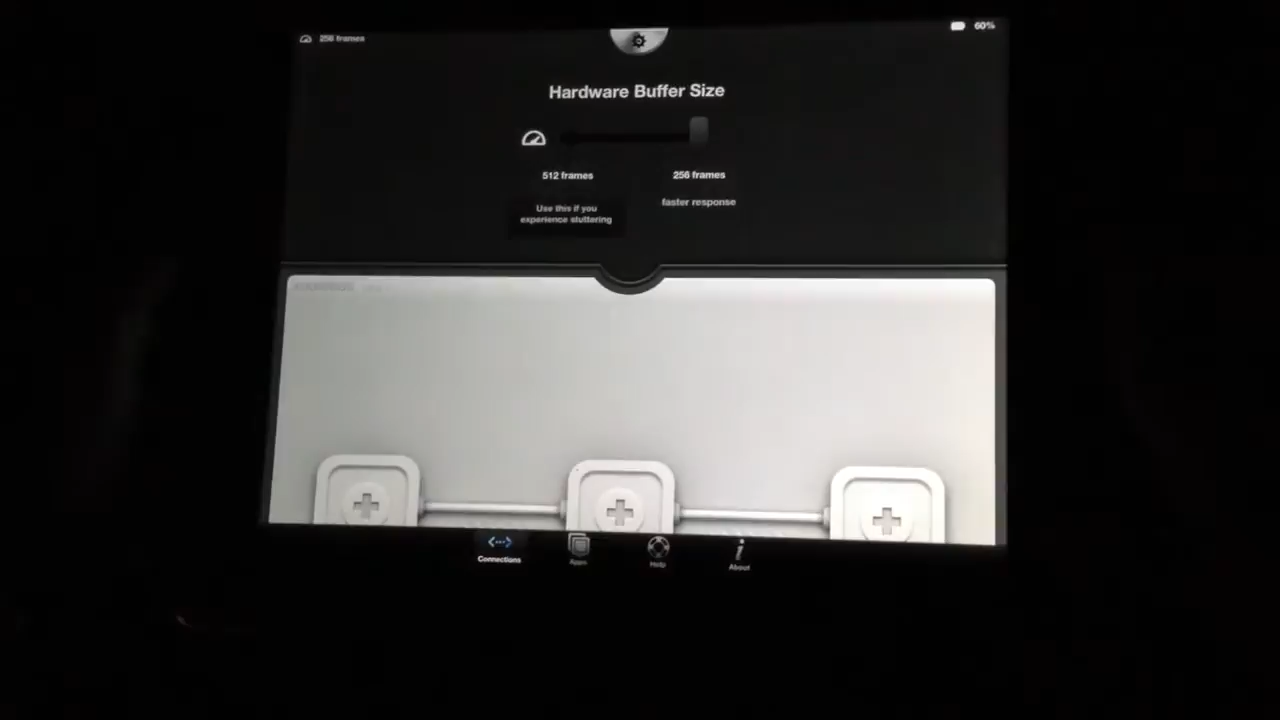 256 frames
60%
Hardware Buffer Size
512 frames
256 frames
Use this if you
experience stuttering
faster response
Connections
Apps
Help
About